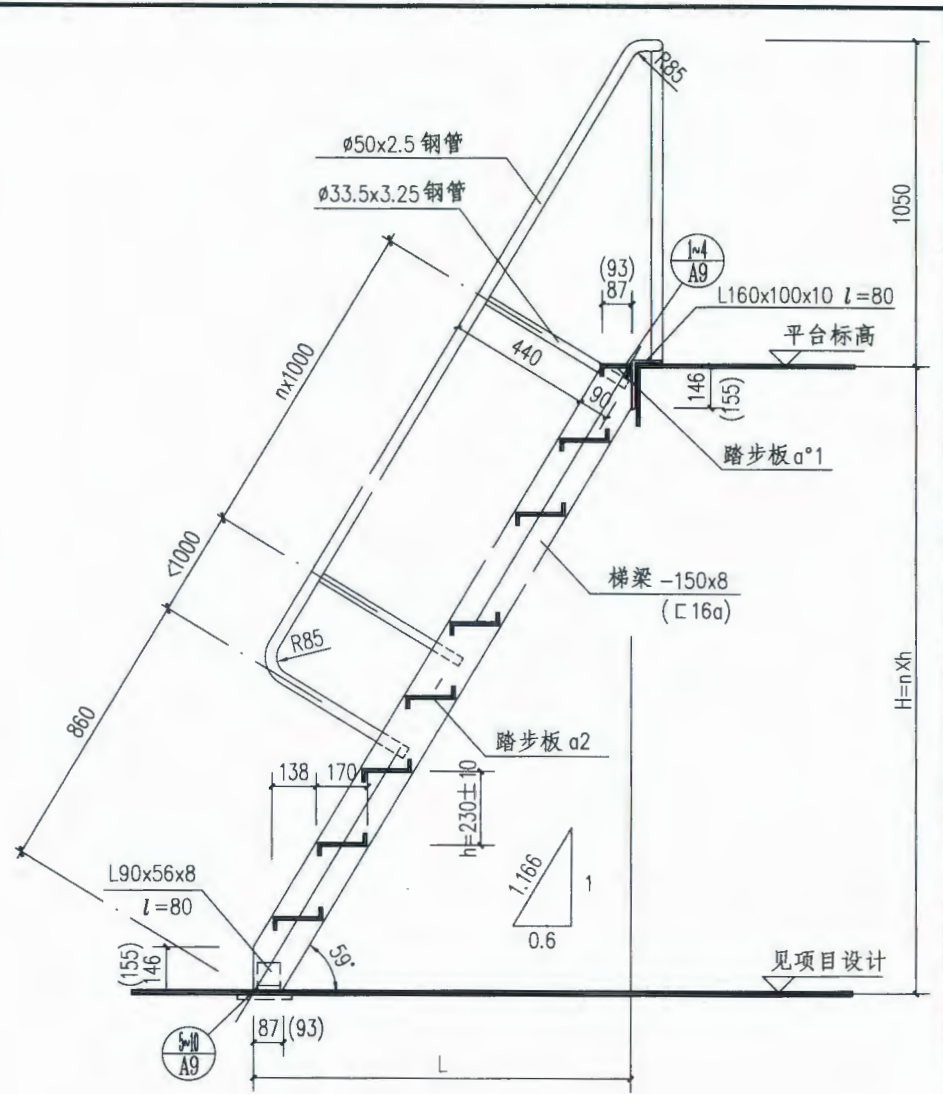 R85
ø50x2.5 钢管
ø33.5x3.25 钢管
1050
1~4
A9
(93)
87
L160x100x10 l=80
平台标高
nx1000
440
90
146
(155)
踏步板a°1
<1000
梯梁 -150x8
(⊏16a)
R85
H=nxh
860
踏步板 a2
138
170
h=230±10
L90x56x8
l=80
1.166
1
0.6
(155)
146
59°
见项目设计
5~10
A9
87
(93)
L